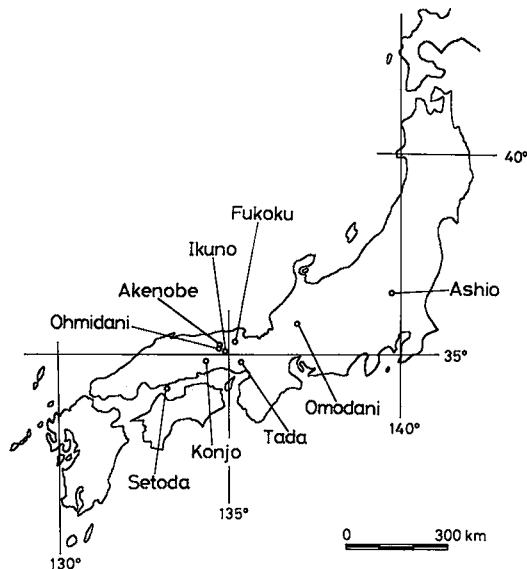 40°
Fukoku
Ikuno
Akenobe
Ashio
Ohmidani
35°
Omodani
140°
Tada
Konjo
Setoda
135°
0 300 km
130°